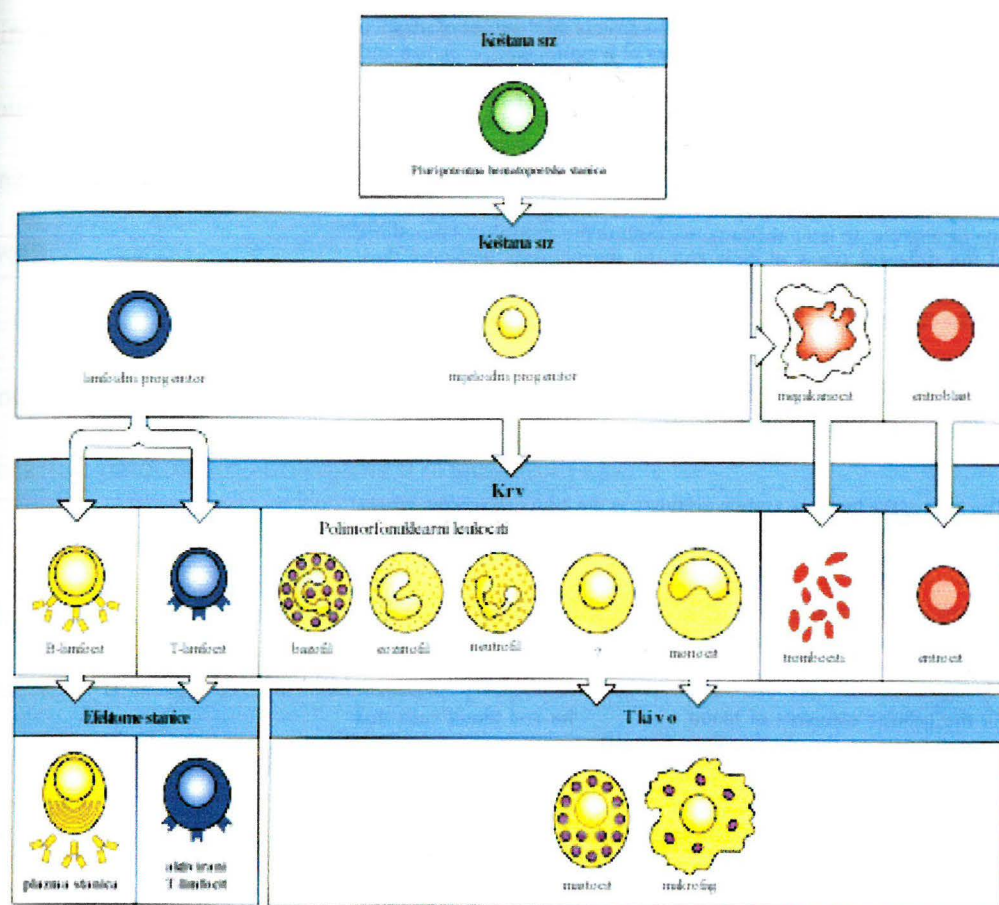 Koštana srž
Pluripotentna hematopoetska stanica
Koštana srž
limfoidni progenitor
mijeloidni progenitor
megakariocit
eritroblast
Krv
Polimorfonuklearni leukociti
B-limfocit
T-limfocit
bazofil
eozinofil
neutrofil
?
monocit
trombociti
eritrocit
Efektorne stanice
Tkivo
plazma stanica
aktivirani
T-limfocit
mastocit
makrofag